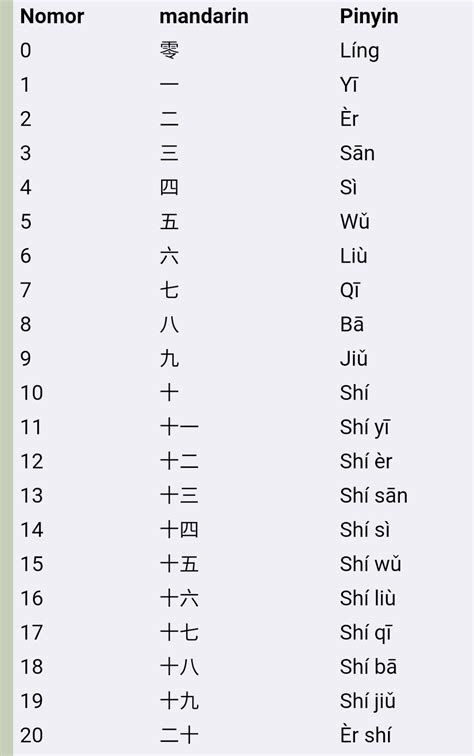 Nomor mandarin Pinyin
0 零 Líng
1 一 Yī
2 二 Èr
3 三 Sān
4 四 Sì
5 五 Wǔ
6 六 Liù
7 七 Qī
8 八 Bā
9 九 Jiǔ
10 十 Shí
11 十一 Shí yī
12 十二 Shí èr
13 十三 Shí sān
14 十四 Shí sì
15 十五 Shí wǔ
16 十六 Shí liù
17 十七 Shí qī
18 十八 Shí bā
19 十九 Shí jiǔ
20 二十 Èr shí